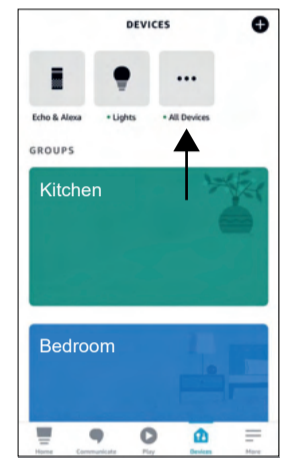 DEVICES
Echo & Alexa • Lights • All Devices
GROUPS
Kitchen
Bedroom
Home Communicate Play Devices More